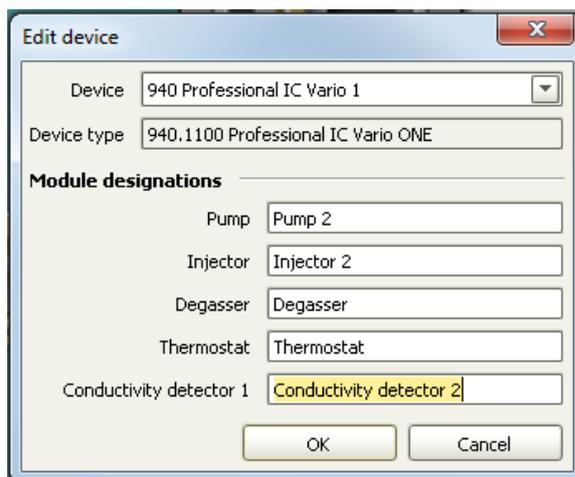 Edit device
Device 940 Professional IC Vario 1
Device type 940.1100 Professional IC Vario ONE
Module designations
Pump Pump 2
Injector Injector 2
Degasser Degasser
Thermostat Thermostat
Conductivity detector 1 Conductivity detector 2
OK Cancel